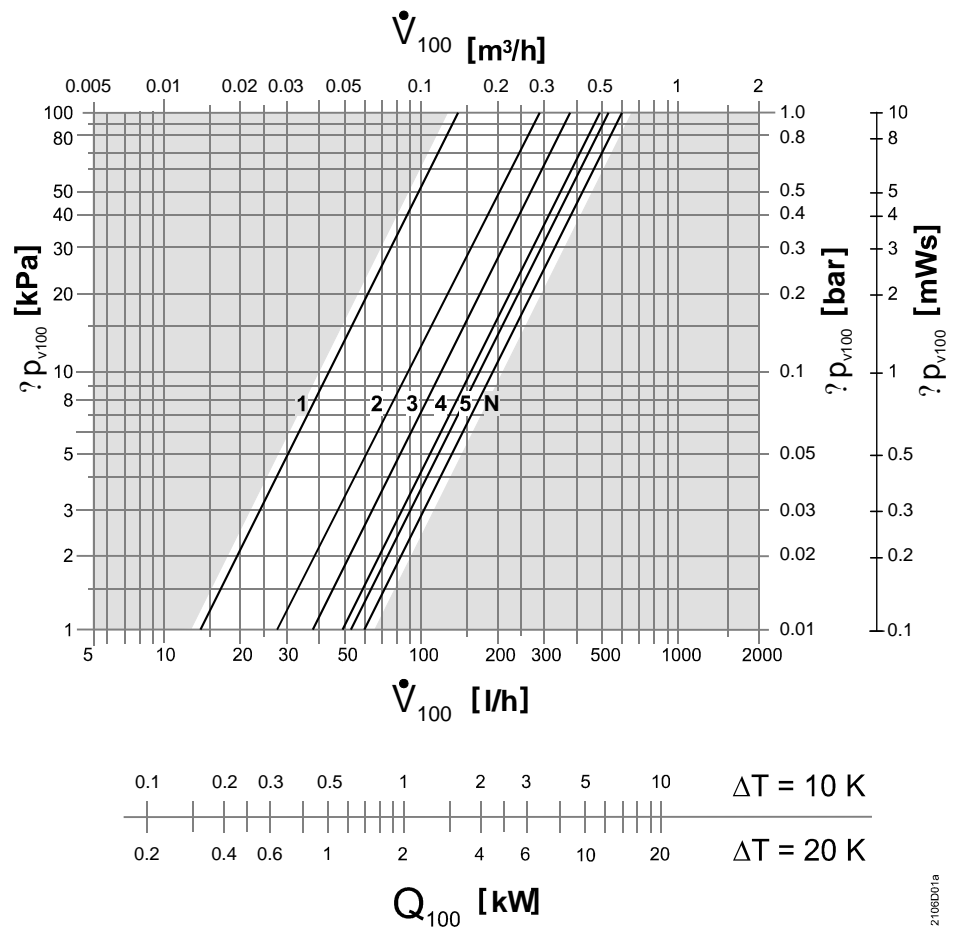 V̇100 [m³/h]
0.005 0.01 0.02 0.03 0.05 0.1 0.2 0.3 0.5 1 2
100 1.0 10
80 0.8 8
50 0.5 5
40 0.4 4
30 0.3 3
20 0.2 2
10 0.1 1
8
5 0.05 0.5
3 0.03 0.3
2 0.02 0.2
1 0.01 0.1
? pv100 [kPa]
1 2 3 4 5 N
? pv100 [bar]
? pv100 [mWs]
5 10 20 30 50 100 200 300 500 1000 2000
V̇100 [l/h]
0.1 0.2 0.3 0.5 1 2 3 5 10 ΔT = 10 K
0.2 0.4 0.6 1 2 4 6 10 20 ΔT = 20 K
Q100 [kW]
2106D01a